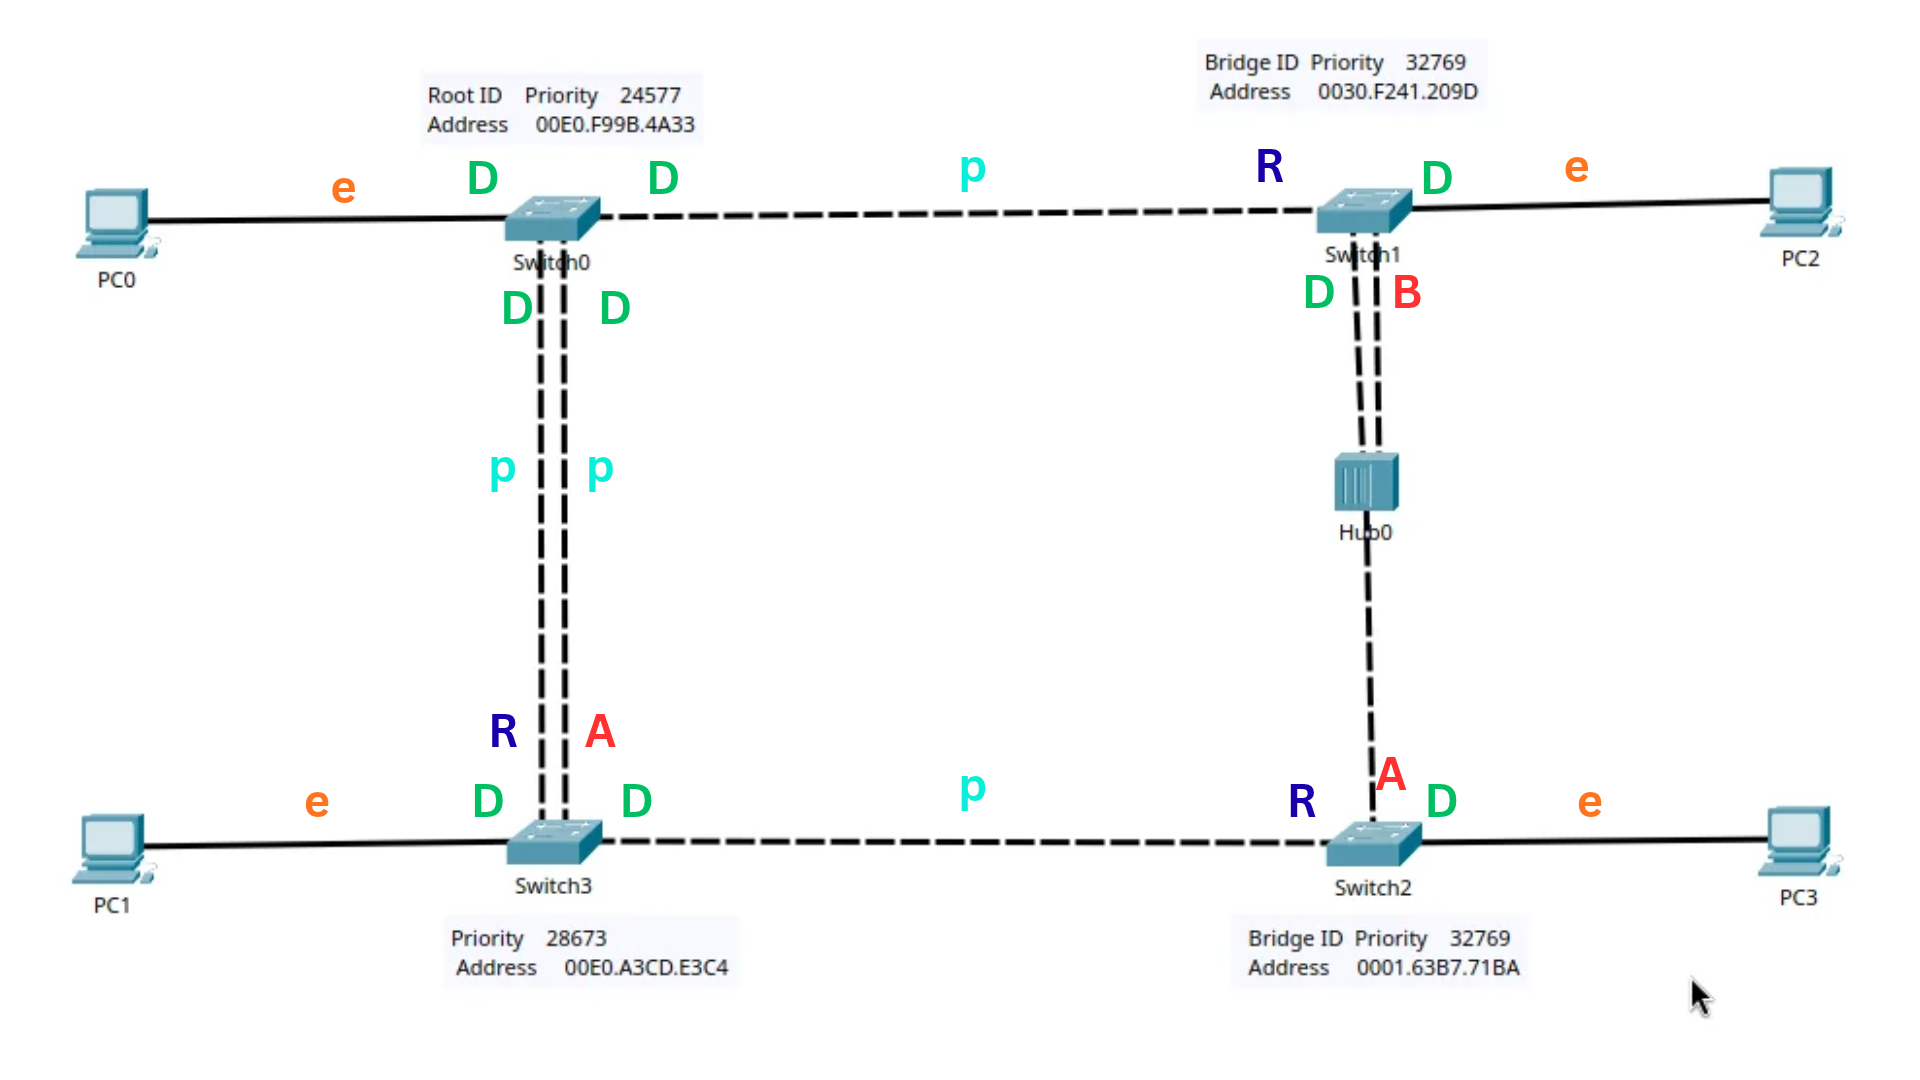 Bridge ID Priority 32769
Address 0030.F241.209D
Root ID Priority 24577
Address 00E0.F99B.4A33
e D D p R D e
PC0
Switch0
Switch1
PC2
D D D B
p p
Hub0
R A
e D D p R A D e
PC1
Switch3
Switch2
PC3
Priority 28673
Address 00E0.A3CD.E3C4
Bridge ID Priority 32769
Address 0001.63B7.71BA